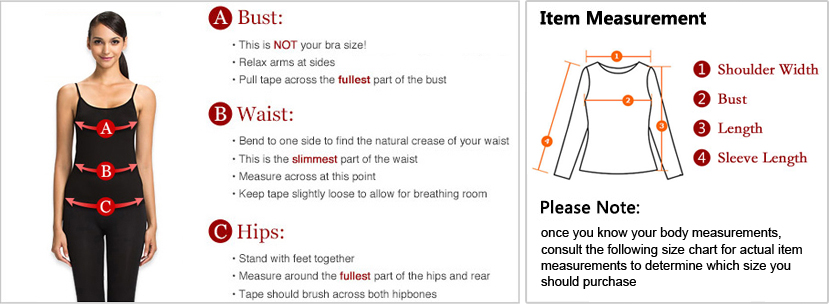 A Bust:
• This is NOT your bra size!
• Relax arms at sides
• Pull tape across the fullest part of the bust
B Waist:
• Bend to one side to find the natural crease of your waist
• This is the slimmest part of the waist
• Measure across at this point
• Keep tape slightly loose to allow for breathing room
C Hips:
• Stand with feet together
• Measure around the fullest part of the hips and rear
• Tape should brush across both hipbones
A
B
C
Item Measurement
1
2
3
4
1 Shoulder Width
2 Bust
3 Length
4 Sleeve Length
Please Note:
once you know your body measurements,
consult the following size chart for actual item
measurements to determine which size you
should purchase